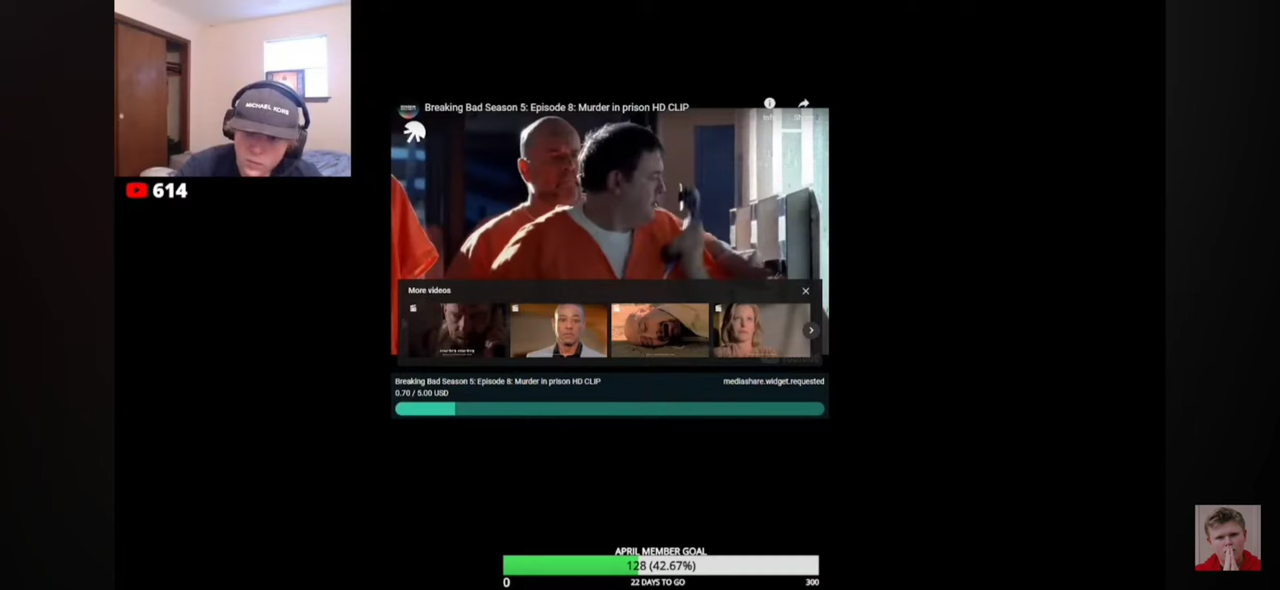 MICHAEL KORS
614
Breaking Bad Season 5: Episode 8: Murder in prison HD CLIP
Info
More videos
Breaking Bad Season 5: Episode 8: Murder in prison HD CLIP
mediashare.widget.requested
0.70 / 5.00 USD
APRIL MEMBER GOAL
128 (42.67%)
0
22 DAYS TO GO
300